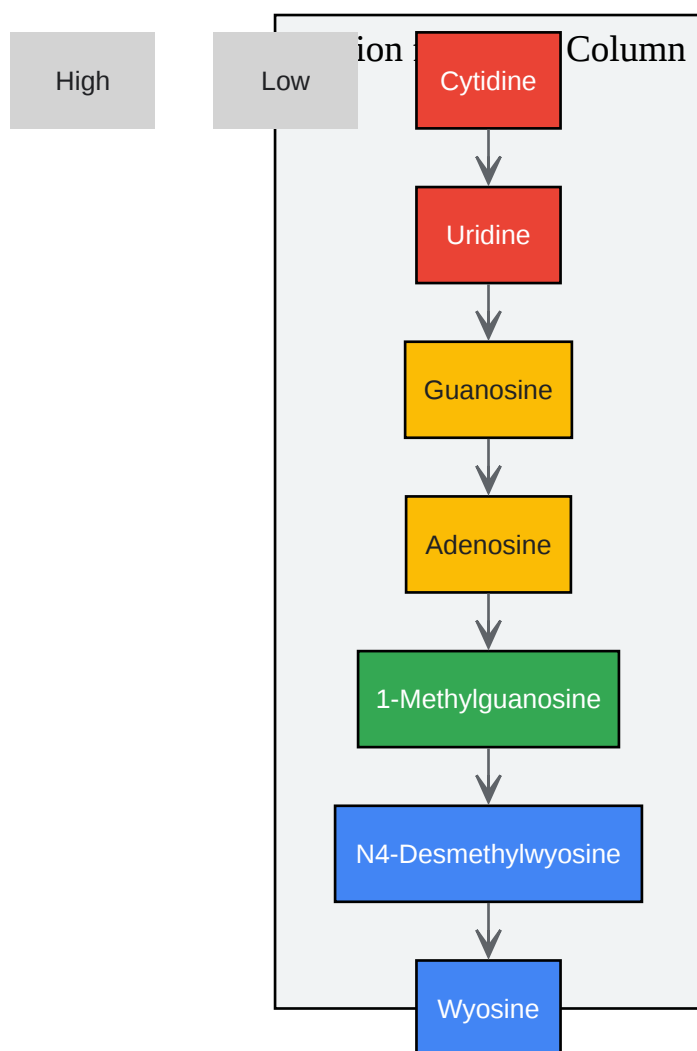 High
Low
Column
Cytidine
Uridine
Guanosine
Adenosine
1-Methylguanosine
N4-Desmethylwyosine
Wyosine